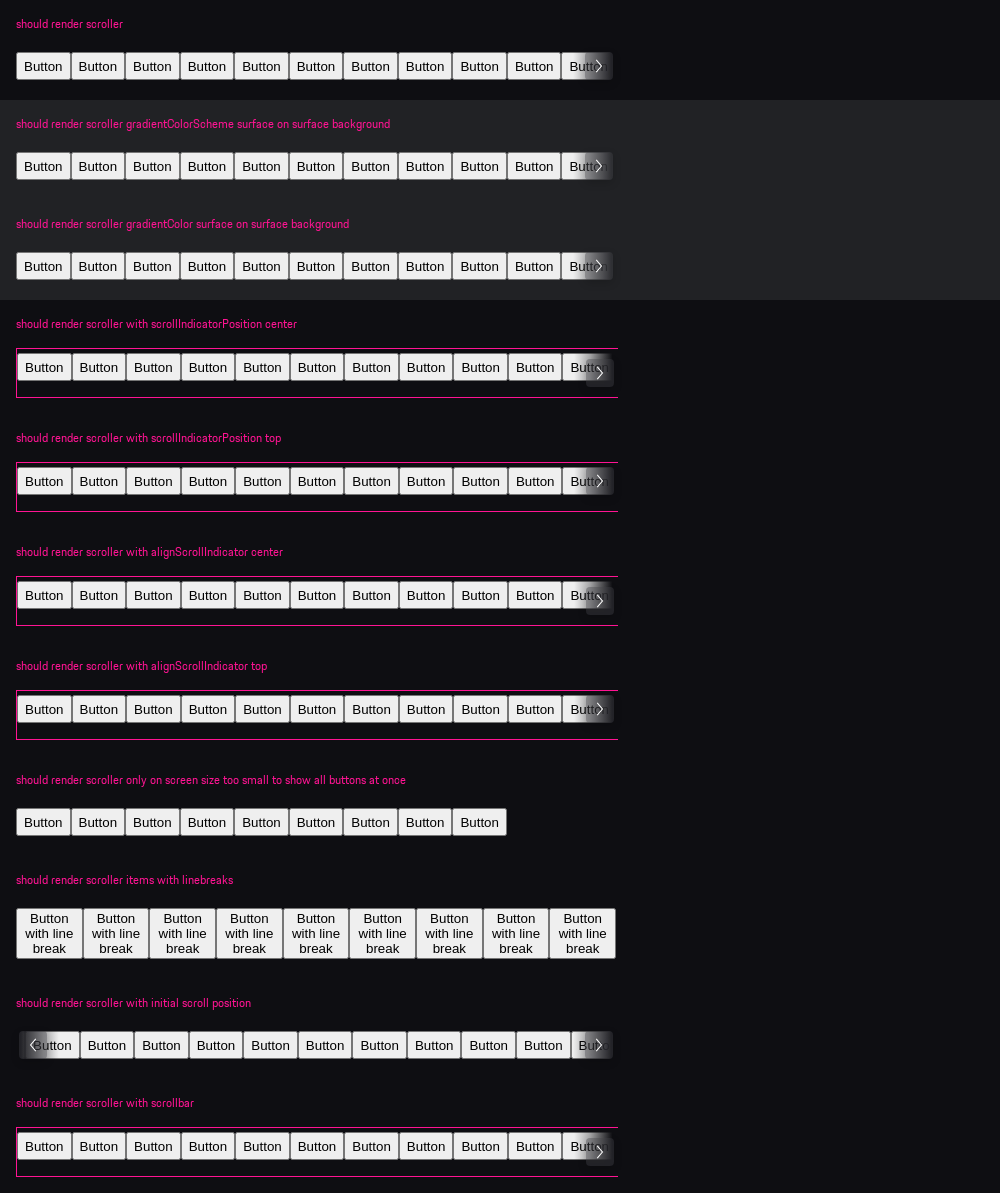 should render scroller
Button Button Button Button Button Button Button Button Button Button Button
should render scroller gradientColorScheme surface on surface background
Button Button Button Button Button Button Button Button Button Button Button
should render scroller gradientColor surface on surface background
Button Button Button Button Button Button Button Button Button Button Button
should render scroller with scrollIndicatorPosition center
Button Button Button Button Button Button Button Button Button Button Button
should render scroller with scrollIndicatorPosition top
Button Button Button Button Button Button Button Button Button Button Button
should render scroller with alignScrollIndicator center
Button Button Button Button Button Button Button Button Button Button Button
should render scroller with alignScrollIndicator top
Button Button Button Button Button Button Button Button Button Button Button
should render scroller only on screen size too small to show all buttons at once
Button Button Button Button Button Button Button Button Button
should render scroller items with linebreaks
Button Button Button Button Button Button Button Button Button
with line with line with line with line with line with line with line with line with line
break break break break break break break break break
should render scroller with initial scroll position
Button Button Button Button Button Button Button Button Button Button
should render scroller with scrollbar
Button Button Button Button Button Button Button Button Button Button Button